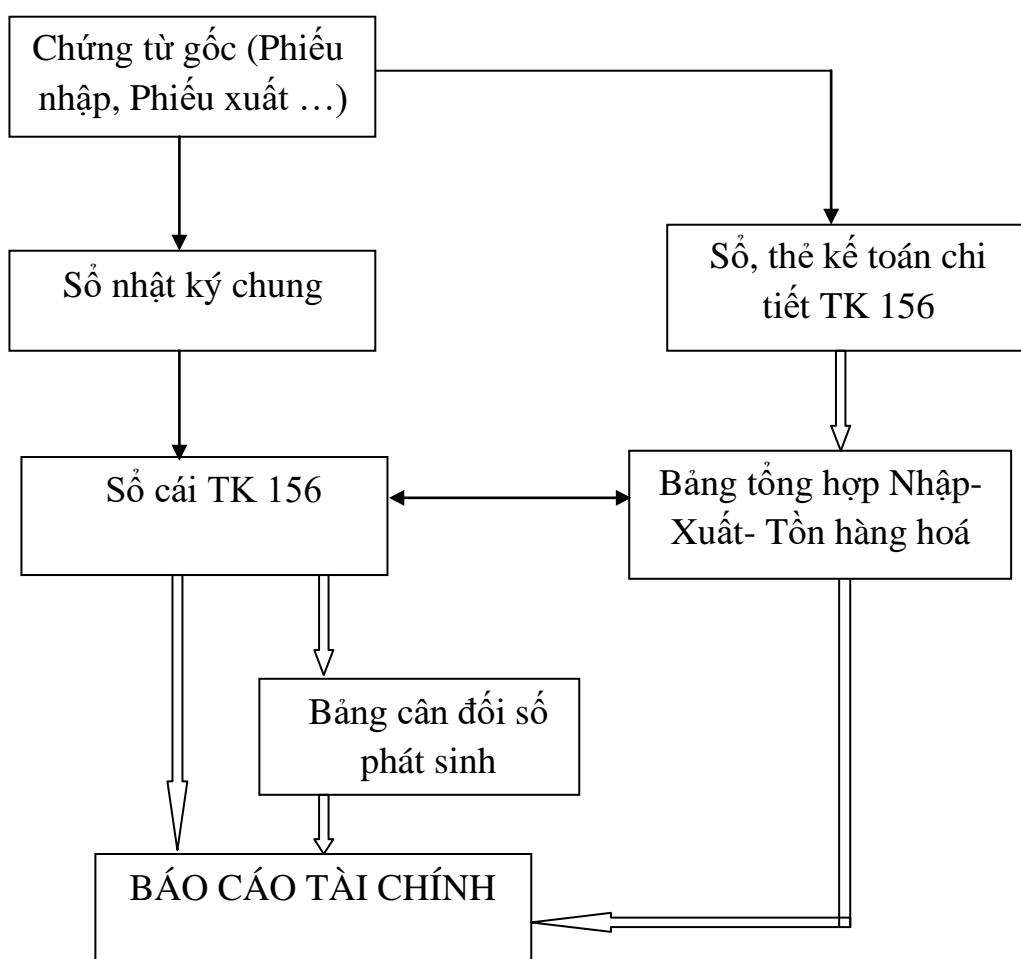 Chứng từ gốc (Phiếu
nhập, Phiếu xuất …)
Sổ nhật ký chung
Sổ, thẻ kế toán chi
tiết TK 156
Sổ cái TK 156
Bảng tổng hợp Nhập-
Xuất- Tồn hàng hoá
Bảng cân đối số
phát sinh
BÁO CÁO TÀI CHÍNH